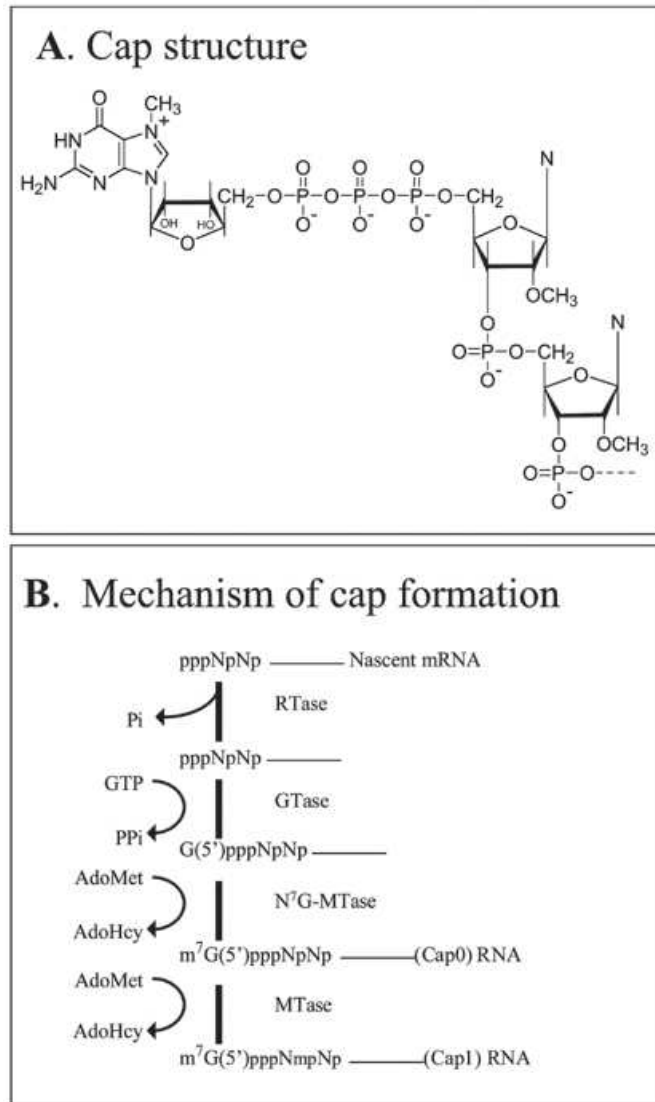 A. Cap structure
O CH₃
N⁺ O O O N
HN N
H₂N N N CH₂–O–P–O–P–O–P–O–CH₂
OH HO O⁻ O⁻ O⁻ O
O
OCH₃
O N
O=P–O–CH₂
O⁻ O
O OCH₃
O=P–O
O⁻
B. Mechanism of cap formation
pppNpNp Nascent mRNA
RTase
Pi
pppNpNp
GTP
GTase
PPi
G(5')pppNpNp
AdoMet
N⁷G-MTase
AdoHcy
m⁷G(5')pppNpNp (Cap0) RNA
AdoMet
MTase
AdoHcy
m⁷G(5')pppNmpNp (Cap1) RNA